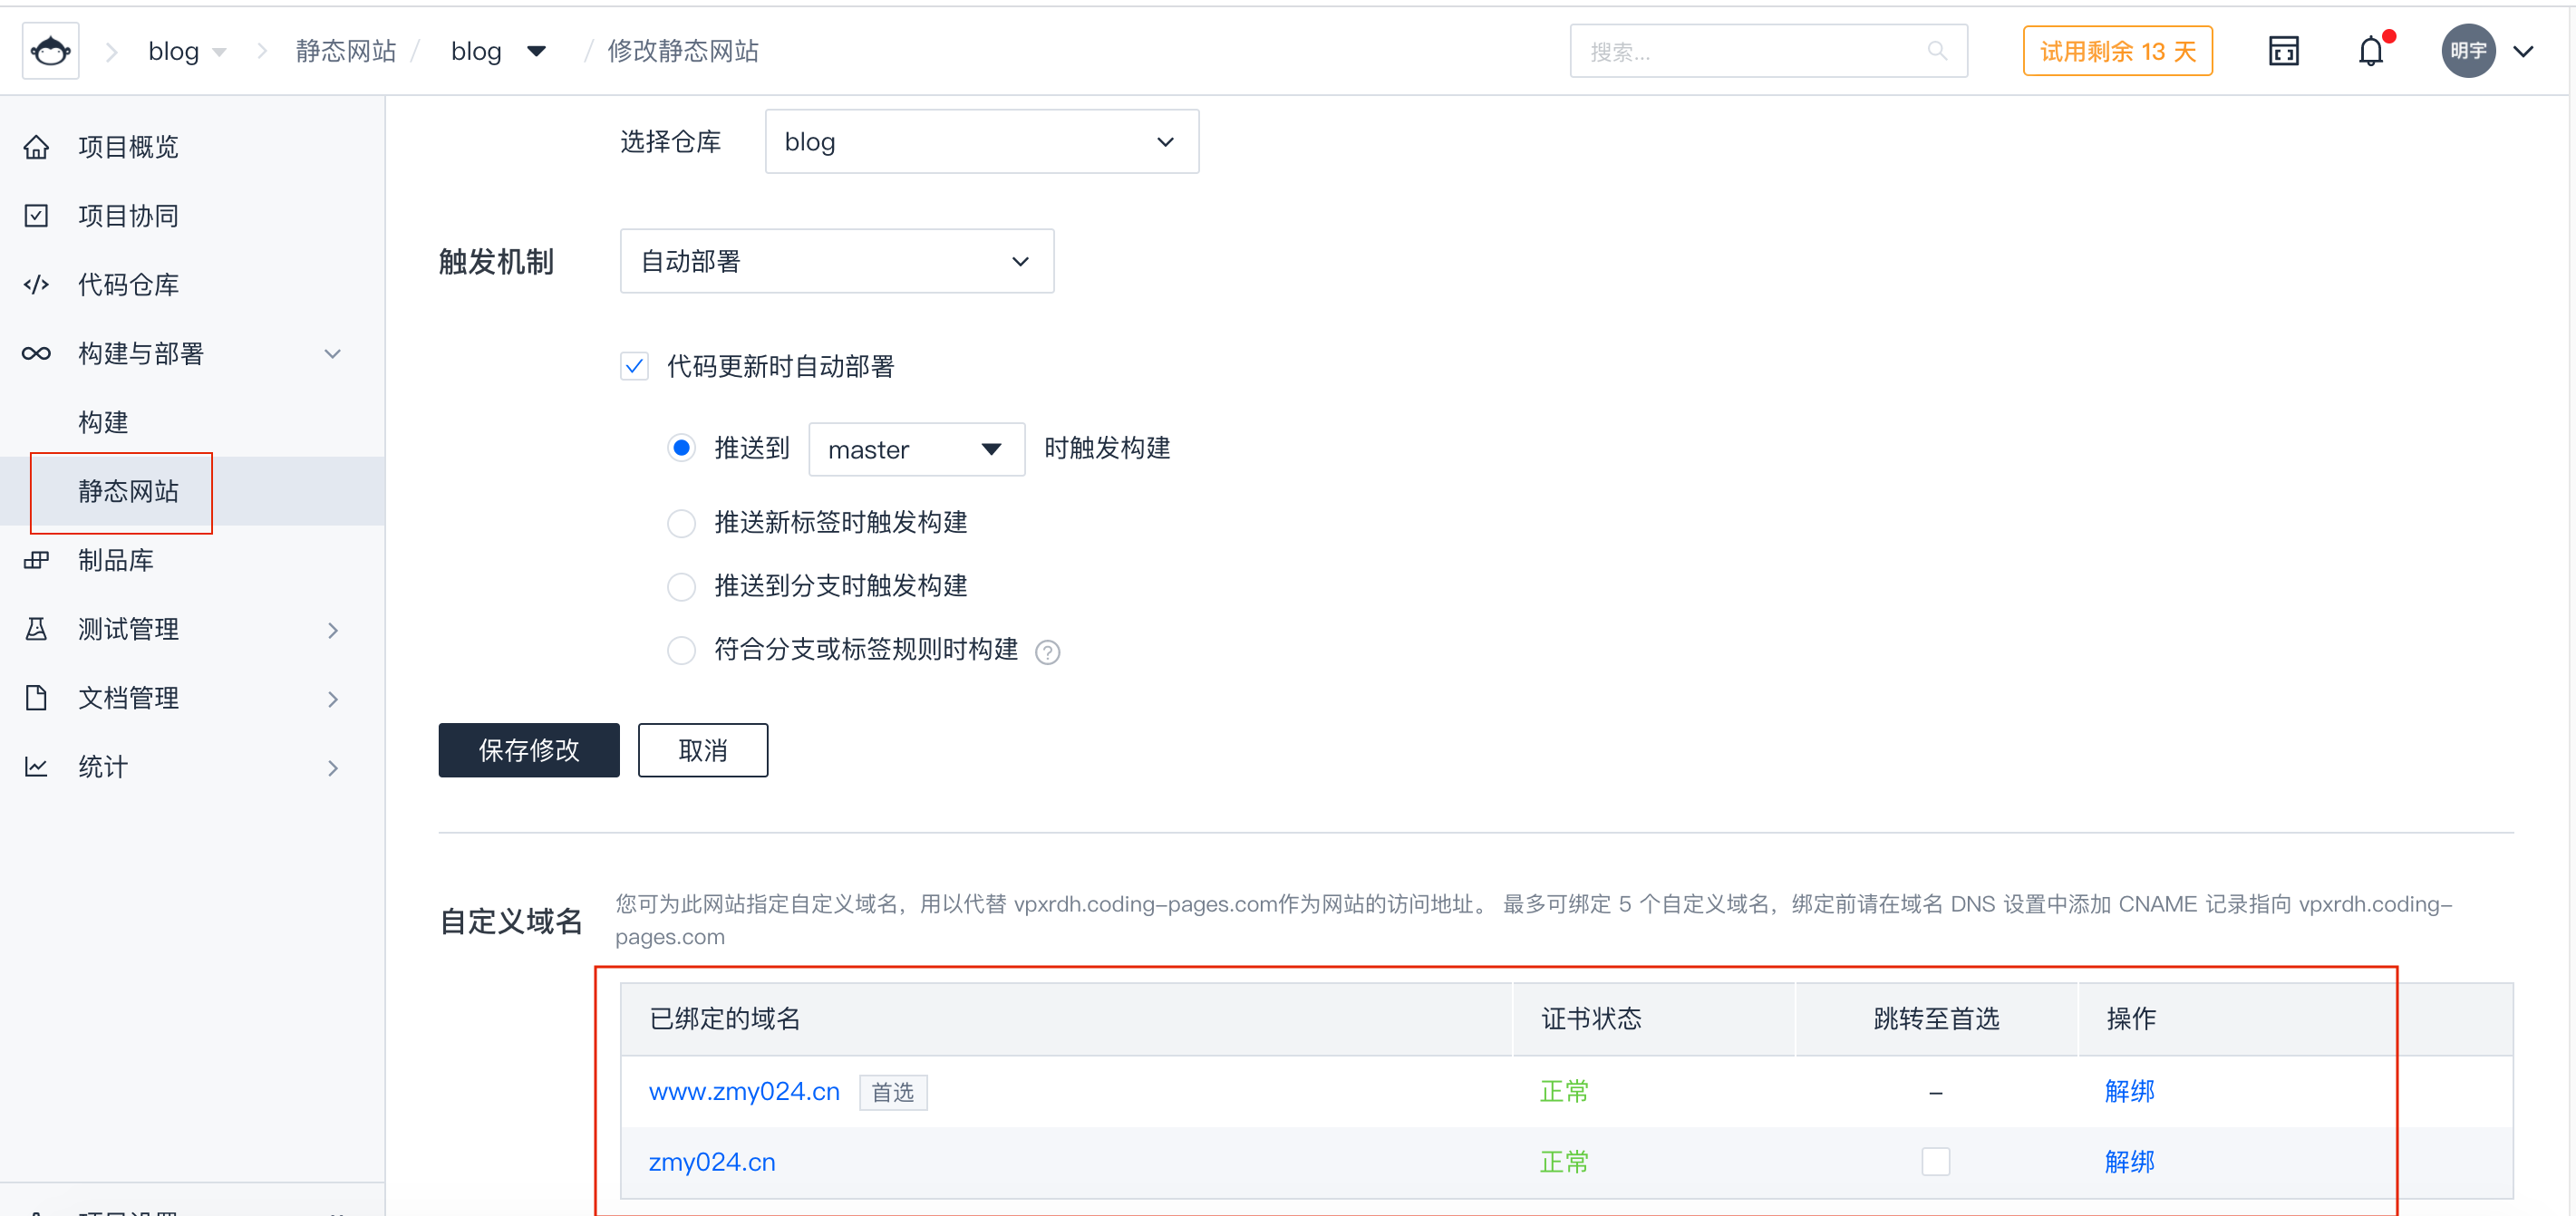 blog
静态网站 /
blog
/ 修改静态网站
搜索...
试用剩余 13 天
明宇
项目概览
项目协同
代码仓库
构建与部署
构建
静态网站
制品库
测试管理
文档管理
统计
项目设置
选择仓库
blog
触发机制
自动部署
代码更新时自动部署
推送到 master 时触发构建
推送新标签时触发构建
推送到分支时触发构建
符合分支或标签规则时构建 ?
保存修改
取消
自定义域名
您可为此网站指定自定义域名，用以代替 vpxrdh.coding-pages.com作为网站的访问地址。 最多可绑定 5 个自定义域名，绑定前请在域名 DNS 设置中添加 CNAME 记录指向 vpxrdh.coding-
pages.com
已绑定的域名 证书状态 跳转至首选 操作
www.zmy024.cn 首选 正常 – 解绑
zmy024.cn 正常 解绑